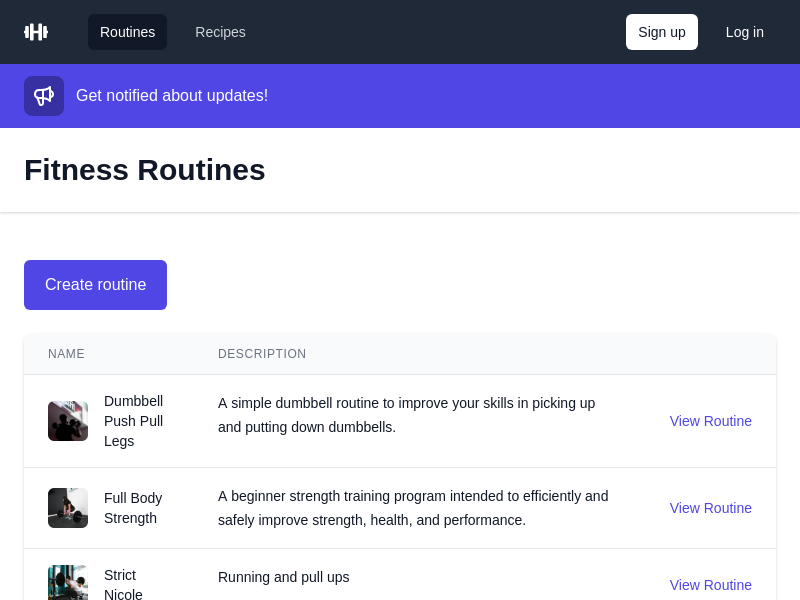 Routines Recipes Sign up Log in
Get notified about updates!
Fitness Routines
Create routine
NAME DESCRIPTION
Dumbbell
Push Pull
Legs
A simple dumbbell routine to improve your skills in picking up
and putting down dumbbells.
View Routine
Full Body
Strength
A beginner strength training program intended to efficiently and
safely improve strength, health, and performance.
View Routine
Strict
Nicole
Running and pull ups
View Routine